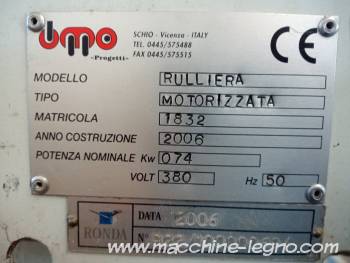 bmo
-Progetti-
SCHIO - Vicenza - ITALY
TEL. 0445/575488
FAX 0445/575515
CE
MODELLO RULLIERA
TIPO MOTORIZZATA
MATRICOLA 1832
ANNO COSTRUZIONE 2006
POTENZA NOMINALE Kw 074
VOLT 380 Hz 50
RONDA DATA 2006
N°
www.macchine-legno.com